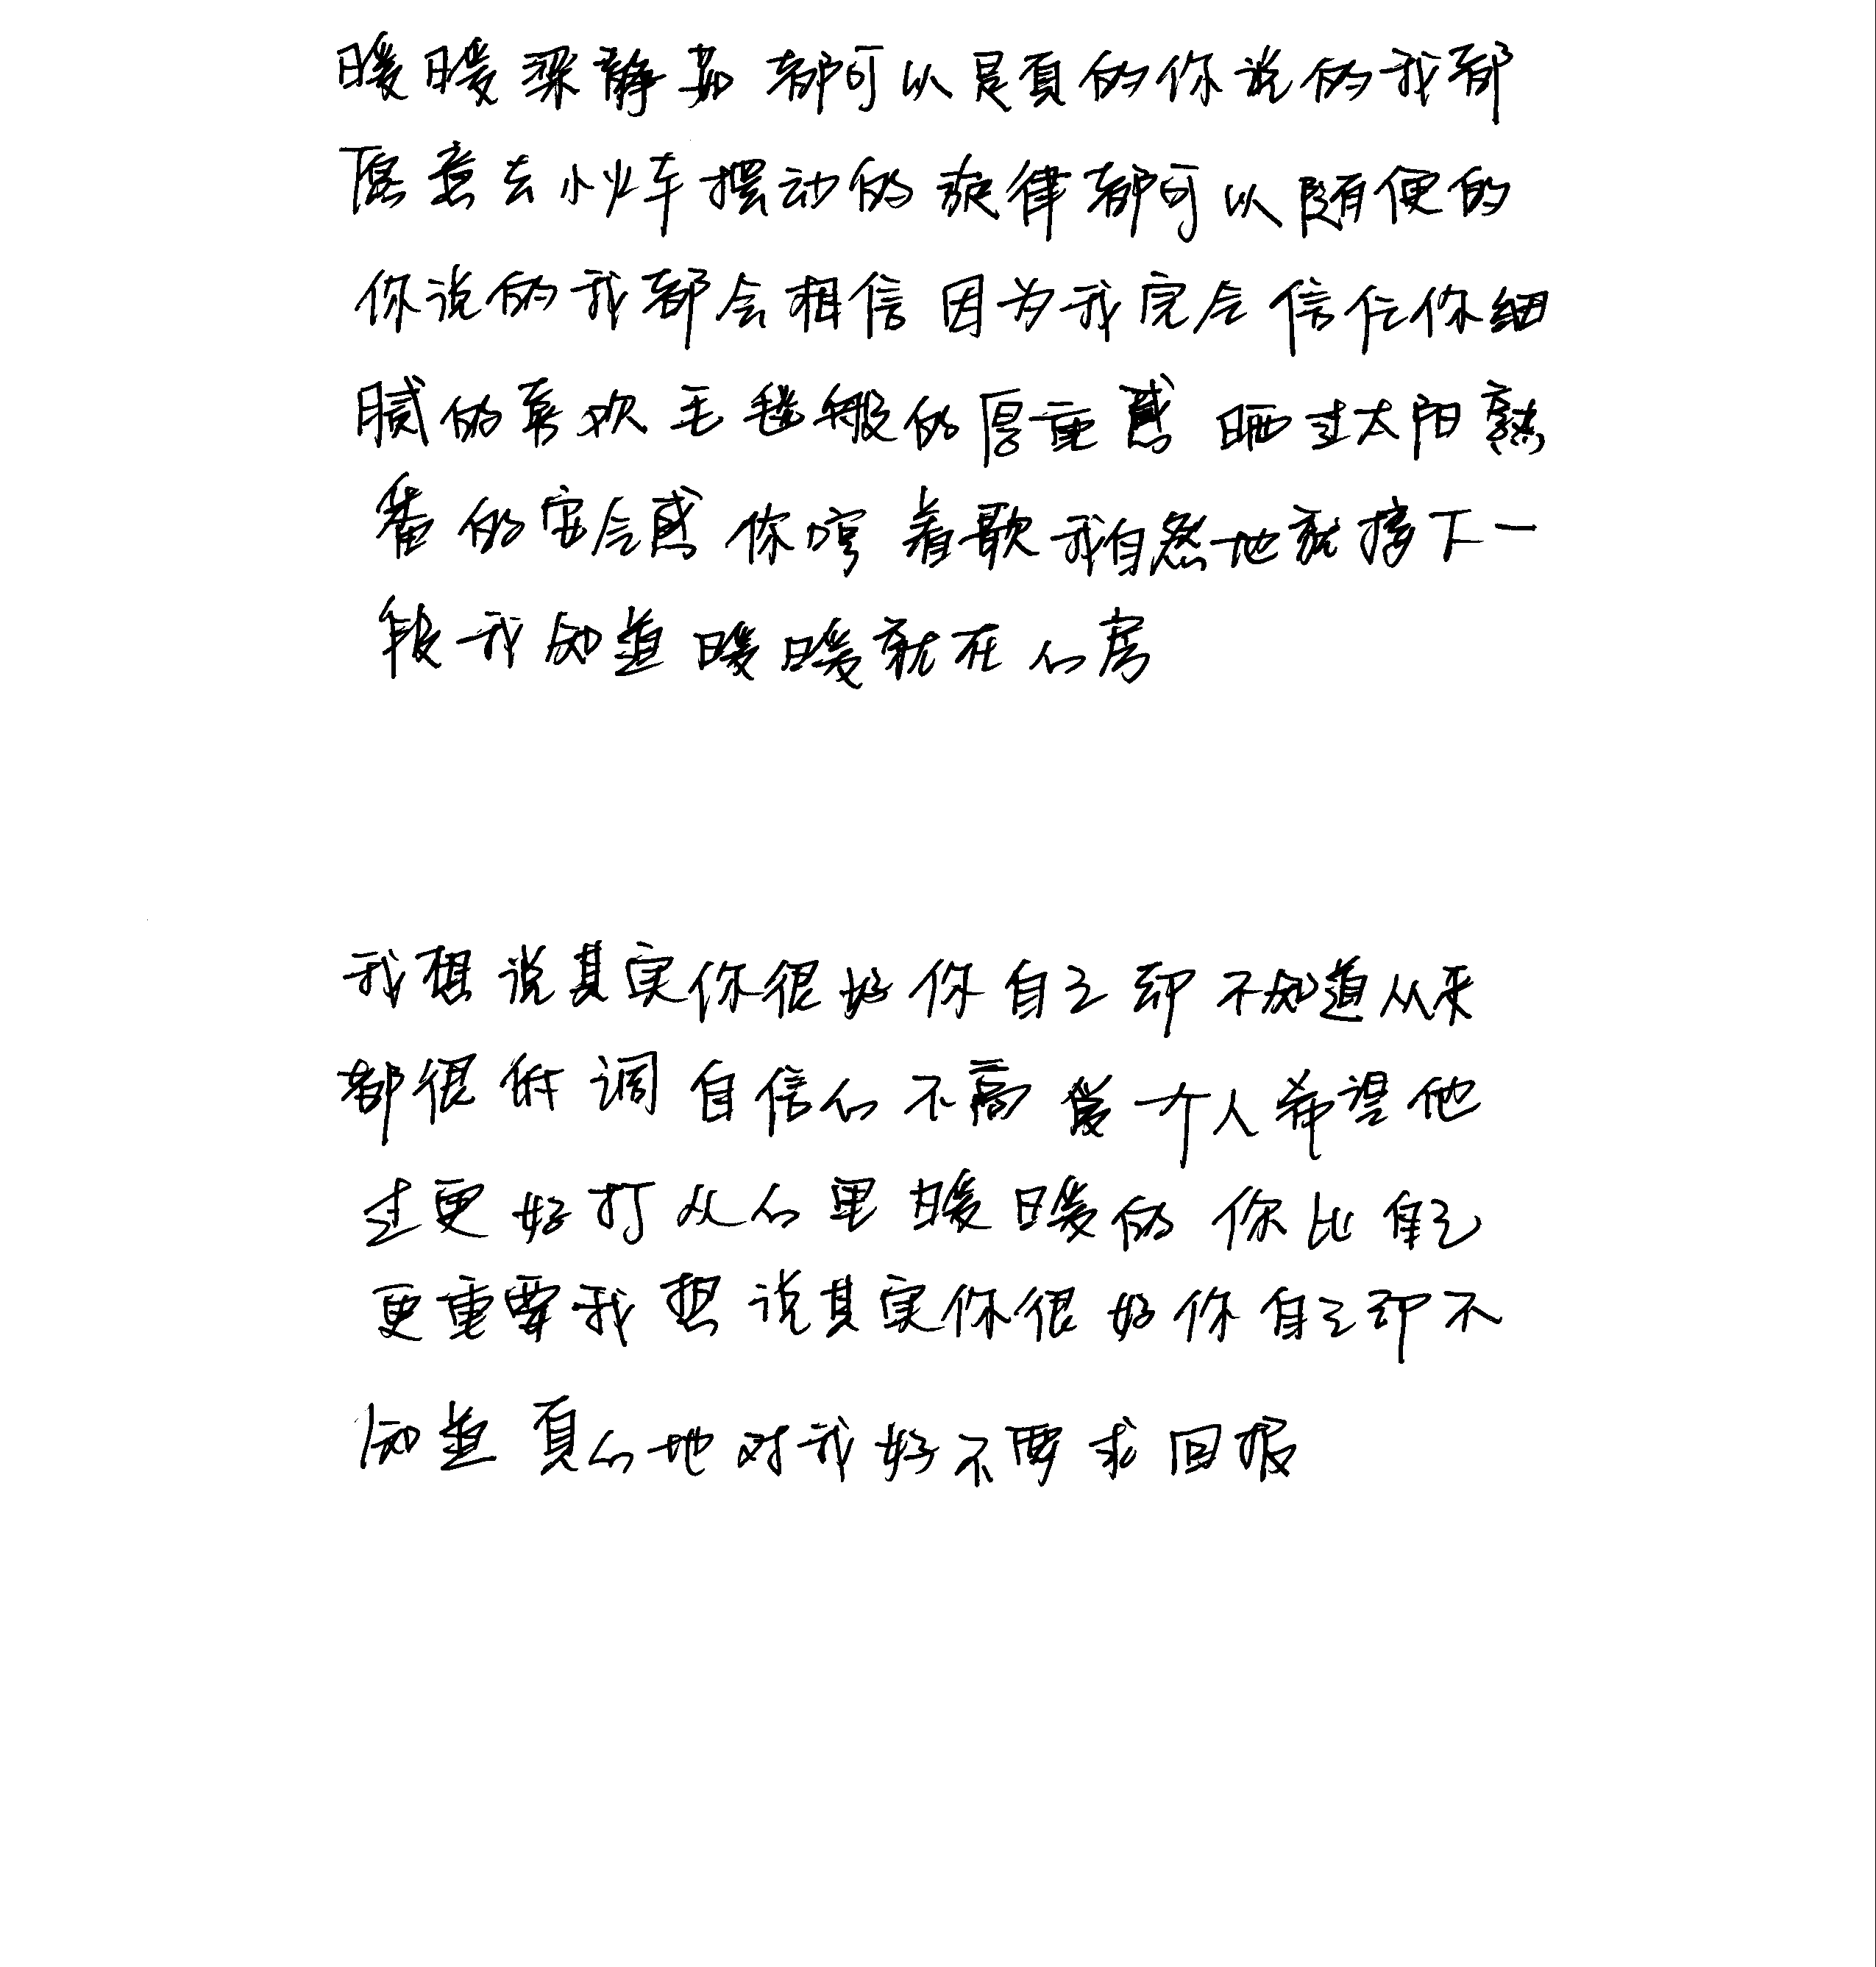 暖暖梁静茹都可以是真的你说的我都
愿意去小火车摆动的旋律都可以随便的
你说的我都会相信因为我完全信任你细
腻的喜欢毛毯般的厚重感晒过太阳熟
番的安全感你哼着歌我自然地就接下一
段我知道暖暖就在心房
我想说其实你很好你自己却不知道从来
都很低调自信心不高爱一个人希望他
过更好打从心里暖暖的你比自己
更重要我想说其实你很好你自己却不
知道真心地对我好不要求回报